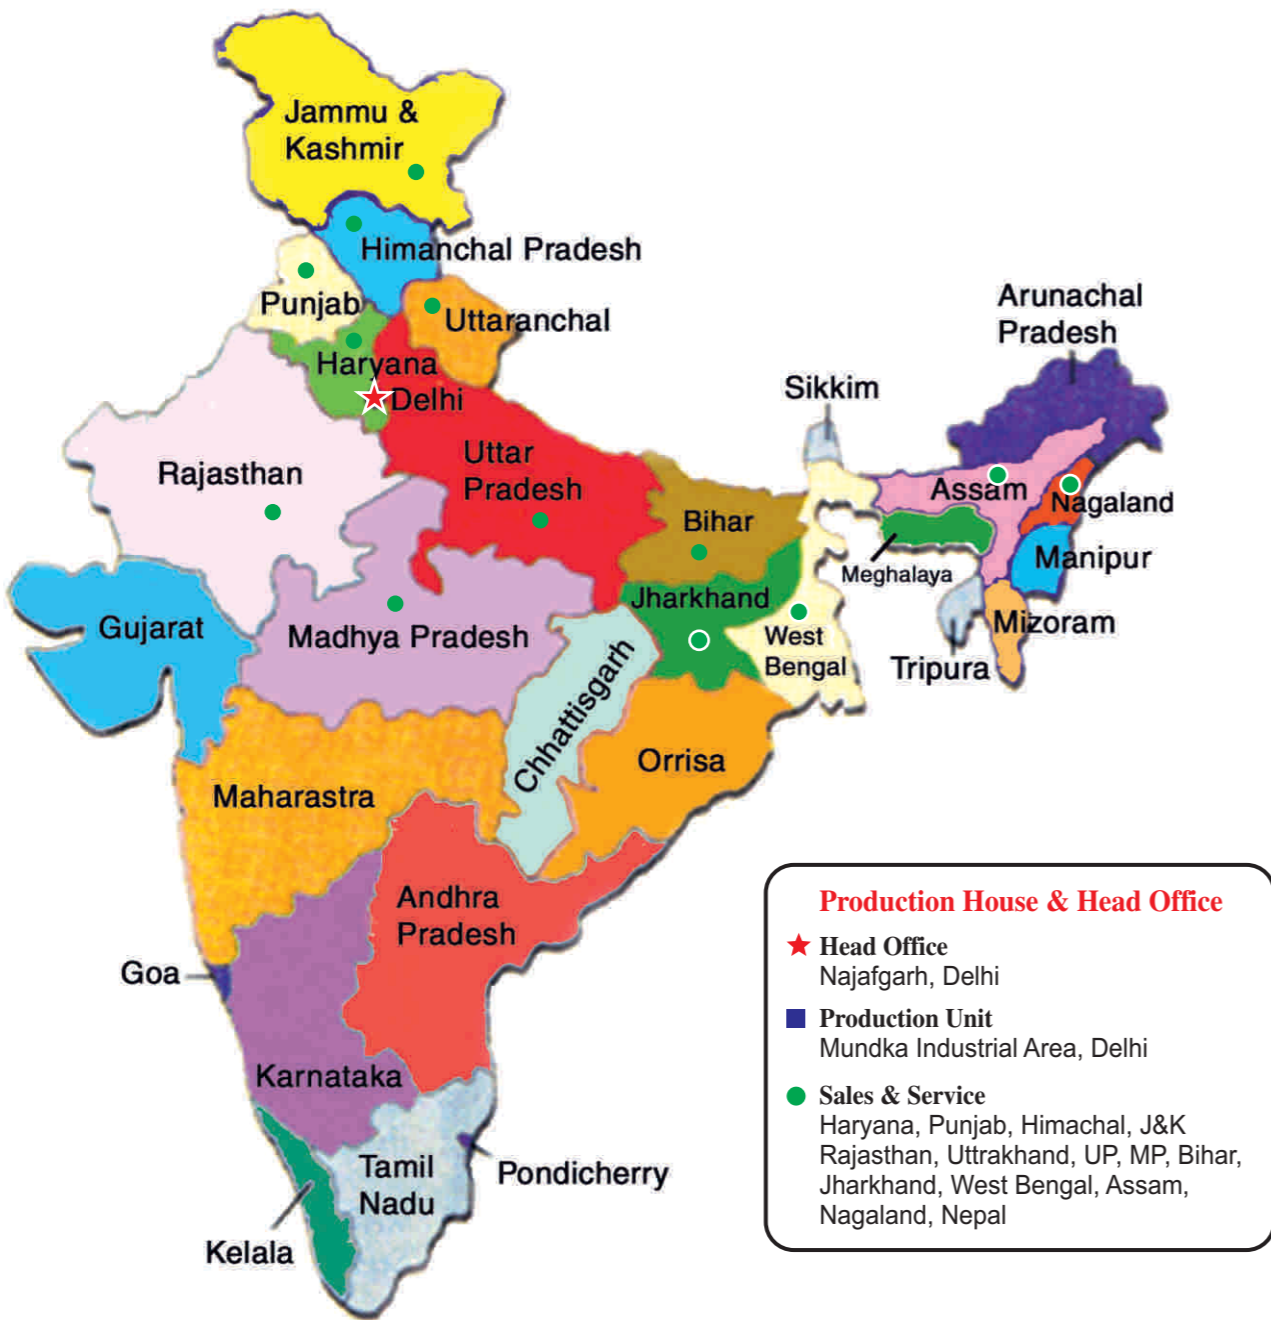 Jammu &
Kashmir
Himanchal Pradesh
Punjab
Uttaranchal
Haryana
Delhi
Arunachal
Pradesh
Sikkim
Rajasthan
Uttar
Pradesh
Bihar
Assam
Nagaland
Meghalaya
Manipur
Jharkhand
Gujarat
Madhya Pradesh
West
Bengal
Mizoram
Tripura
Chhattisgarh
Orrisa
Maharastra
Andhra
Pradesh
Goa
Karnataka
Tamil
Nadu
Pondicherry
Kelala
Production House & Head Office
Head Office
Najafgarh, Delhi
Production Unit
Mundka Industrial Area, Delhi
Sales & Service
Haryana, Punjab, Himachal, J&K
Rajasthan, Uttrakhand, UP, MP, Bihar,
Jharkhand, West Bengal, Assam,
Nagaland, Nepal